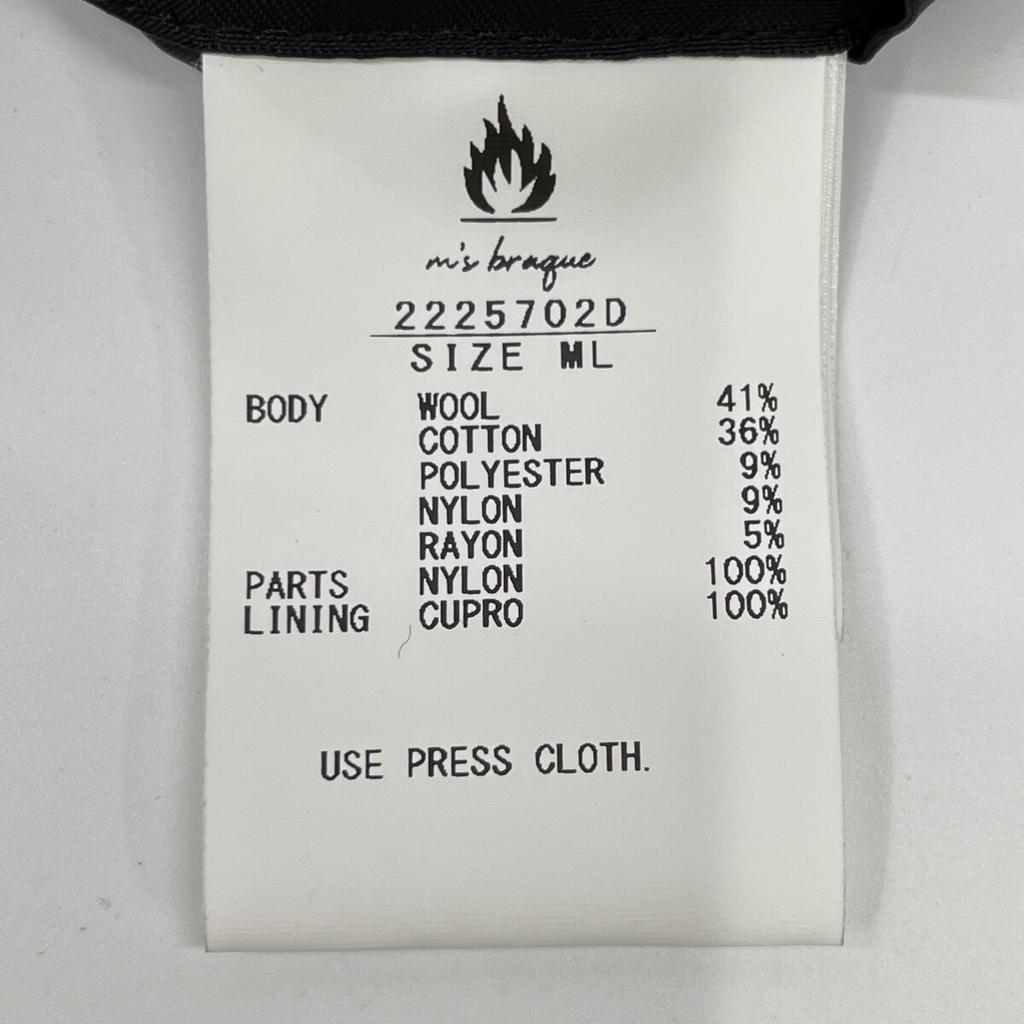 m's braque
2225702D
SIZE ML
BODY WOOL 41%
COTTON 36%
POLYESTER 9%
NYLON 9%
RAYON 5%
PARTS NYLON 100%
LINING CUPRO 100%
USE PRESS CLOTH.